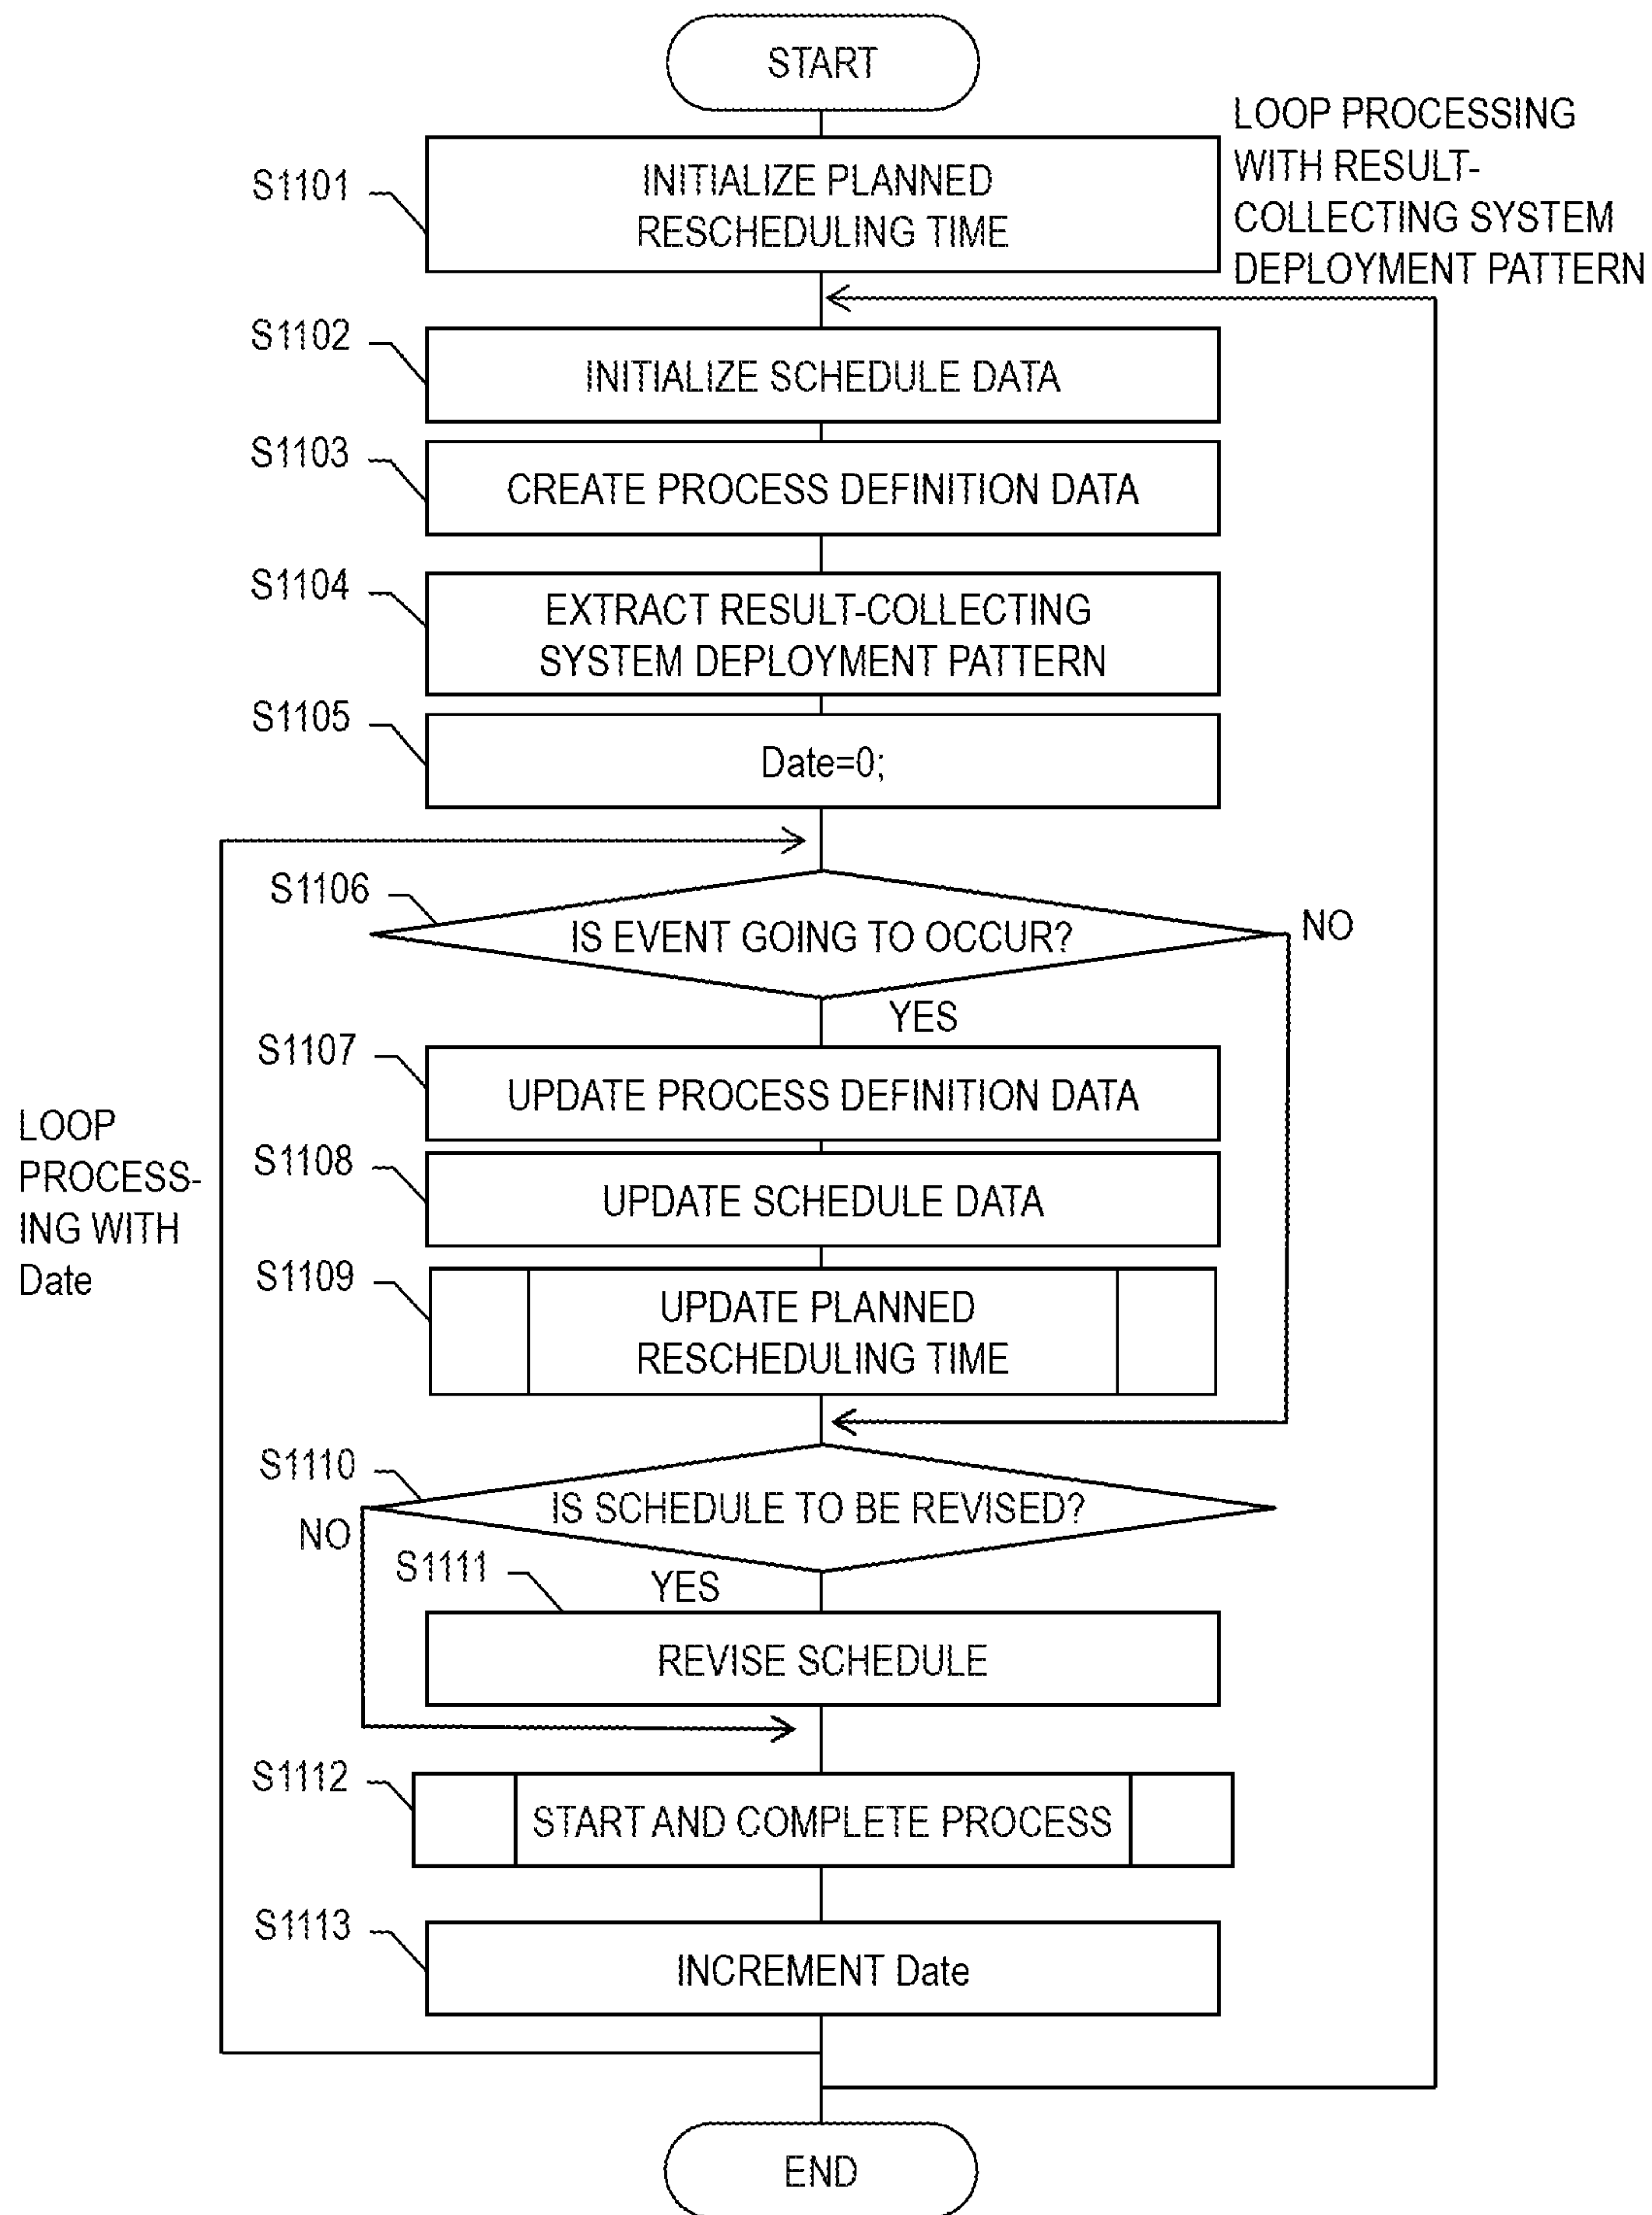 START
LOOP PROCESSING
WITH RESULT-
COLLECTING SYSTEM
DEPLOYMENT PATTERN
S1101
INITIALIZE PLANNED
RESCHEDULING TIME
S1102
INITIALIZE SCHEDULE DATA
S1103
CREATE PROCESS DEFINITION DATA
S1104
EXTRACT RESULT-COLLECTING
SYSTEM DEPLOYMENT PATTERN
S1105
Date=0;
S1106
IS EVENT GOING TO OCCUR?
NO
YES
S1107
UPDATE PROCESS DEFINITION DATA
LOOP
PROCESS-
ING WITH
Date
S1108
UPDATE SCHEDULE DATA
S1109
UPDATE PLANNED
RESCHEDULING TIME
S1110
IS SCHEDULE TO BE REVISED?
NO
YES
S1111
REVISE SCHEDULE
S1112
START AND COMPLETE PROCESS
S1113
INCREMENT Date
END